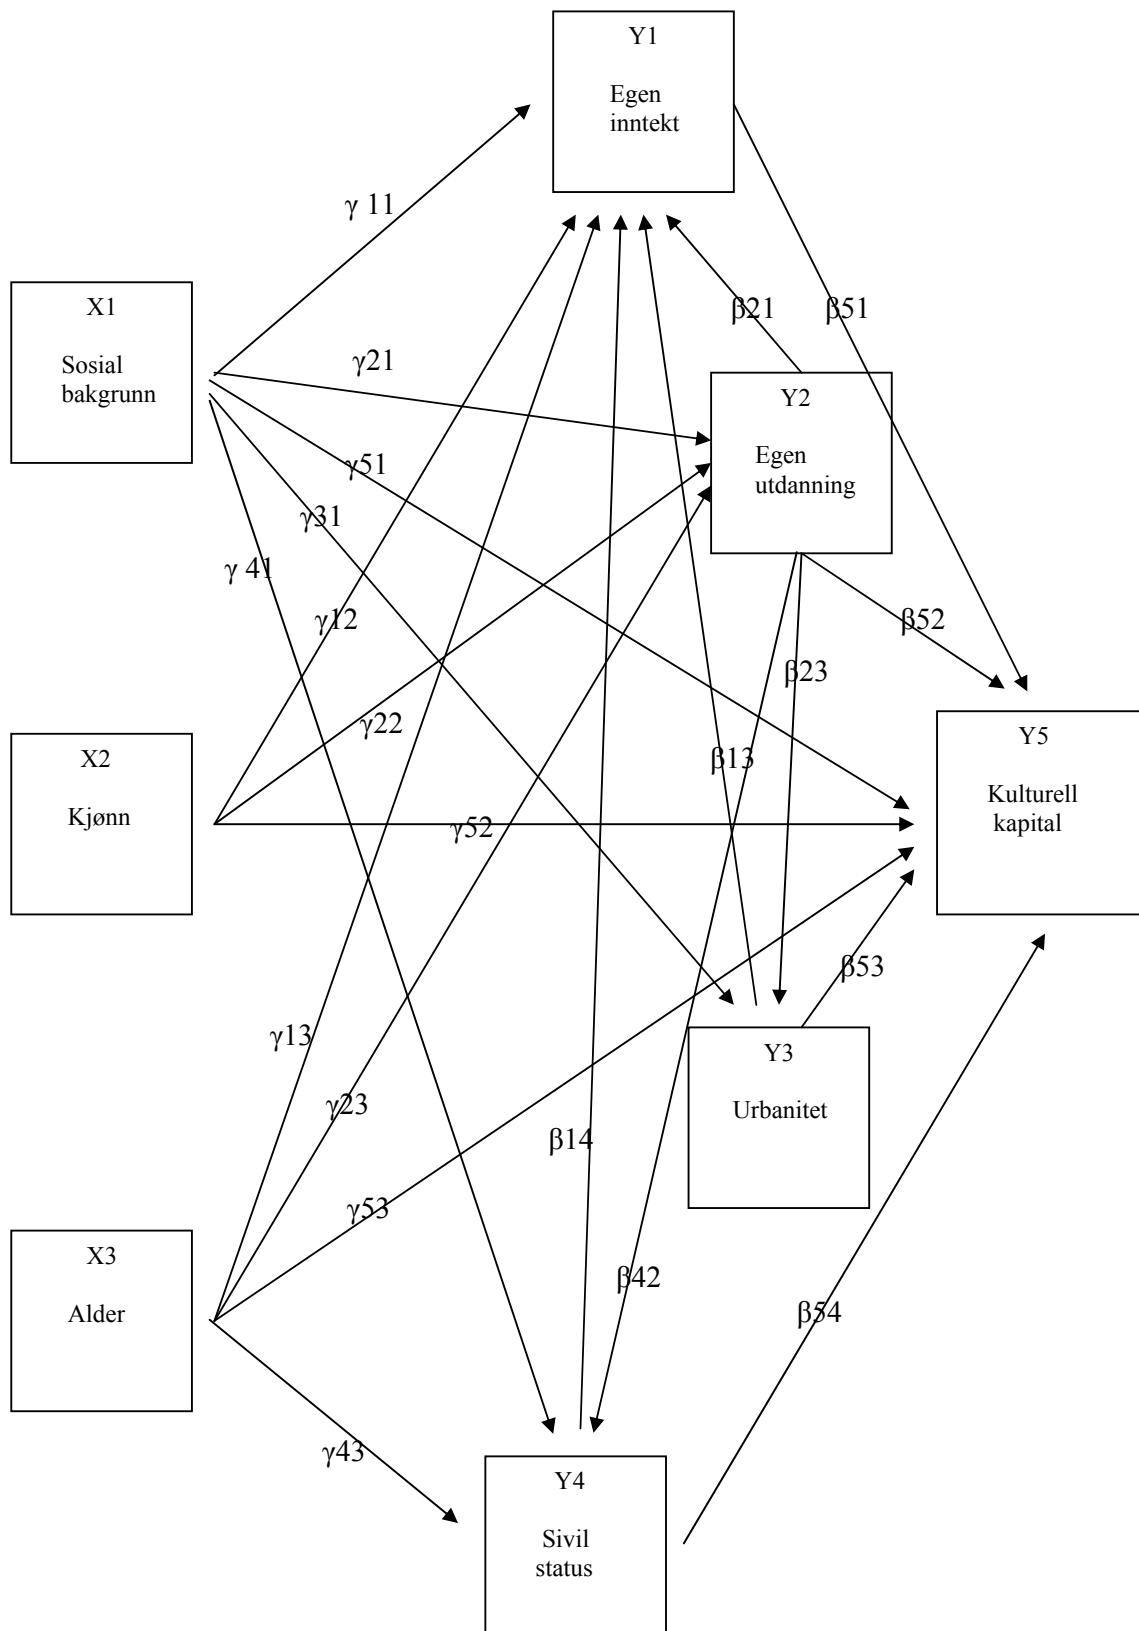 Y1
Egen
inntekt
γ 11
X1
Sosial
bakgrunn
β21
β51
γ21
Y2
Egen
utdanning
γ51
γ31
γ 41
γ12
β52
β23
γ22
X2
Kjønn
β13
Y5
Kulturell
kapital
γ52
β53
γ13
Y3
Urbanitet
γ23
β14
γ53
X3
Alder
β42
β54
γ43
Y4
Sivil
status